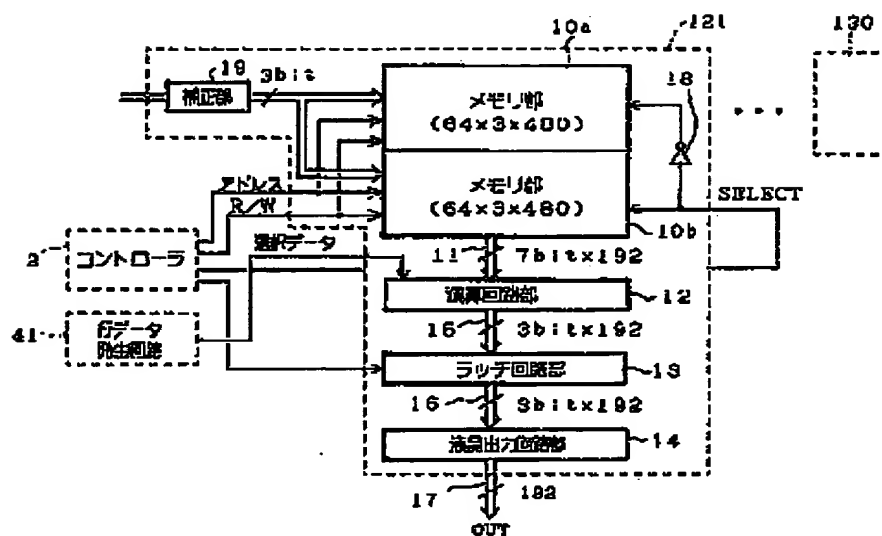 10a
121
130
19
3bit
補正部
メモリ部
(64×3×480)
18
アドレス
メモリ部
(64×3×480)
SELECT
R/W
10b
2
コントローラ
選択データ
11
7bit×192
演算回路部
12
41
行データ
発生回路
16
3bit×192
ラッチ回路部
13
16
3bit×192
液晶出力回路部
14
17
192
OUT